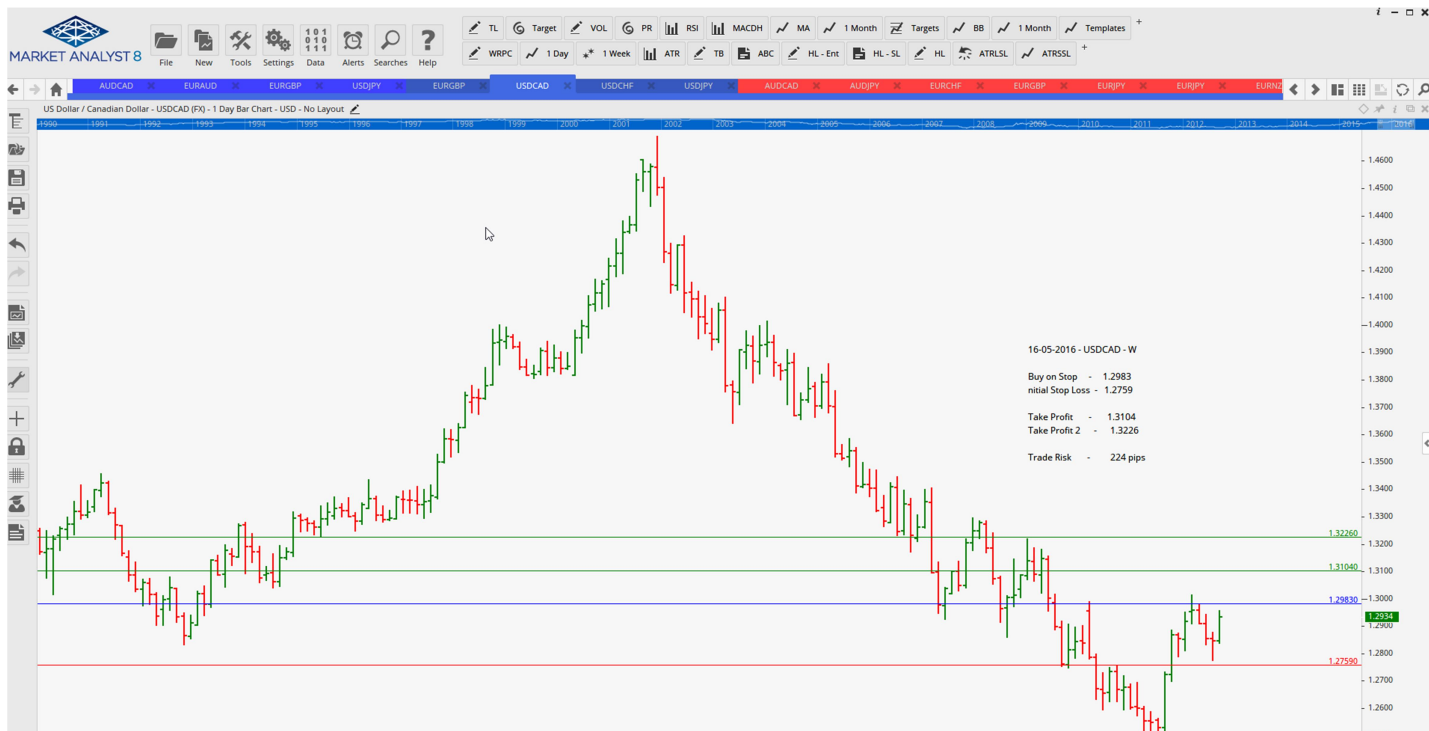 i
MARKET ANALYST 8
File New Tools Settings Data Alerts Searches Help
101
010
111
TL Target VOL PR RSI MACDH MA 1 Month Targets BB 1 Month Templates +
WRPC 1 Day 1 Week ATR TB ABC HL - Ent HL - SL HL ATRLSL ATRSSL +
AUDCAD EURAUD EURGBP USDJPY EURGBP USDCAD USDCHF USDJPY AUDCAD AUDJPY EURCHF EURGBP EURJPY EURJPY EURNZ
US Dollar / Canadian Dollar - USDCAD (FX) - 1 Day Bar Chart - USD - No Layout
1990 1991 1992 1993 1994 1995 1996 1997 1998 1999 2000 2001 2002 2003 2004 2005 2006 2007 2008 2009 2010 2011 2012 2013 2014 2015 2016
1.4600
1.4500
1.4400
1.4300
1.4200
1.4100
1.4000
1.3900
1.3800
1.3700
1.3600
1.3500
1.3400
1.3300
1.3200
1.3100
1.3000
1.2900
1.2800
1.2700
1.2600
16-05-2016 - USDCAD - W
Buy on Stop - 1.2983
nitial Stop Loss - 1.2759
Take Profit - 1.3104
Take Profit 2 - 1.3226
Trade Risk - 224 pips
1.32260
1.31040
1.29830
1.2934
1.27590